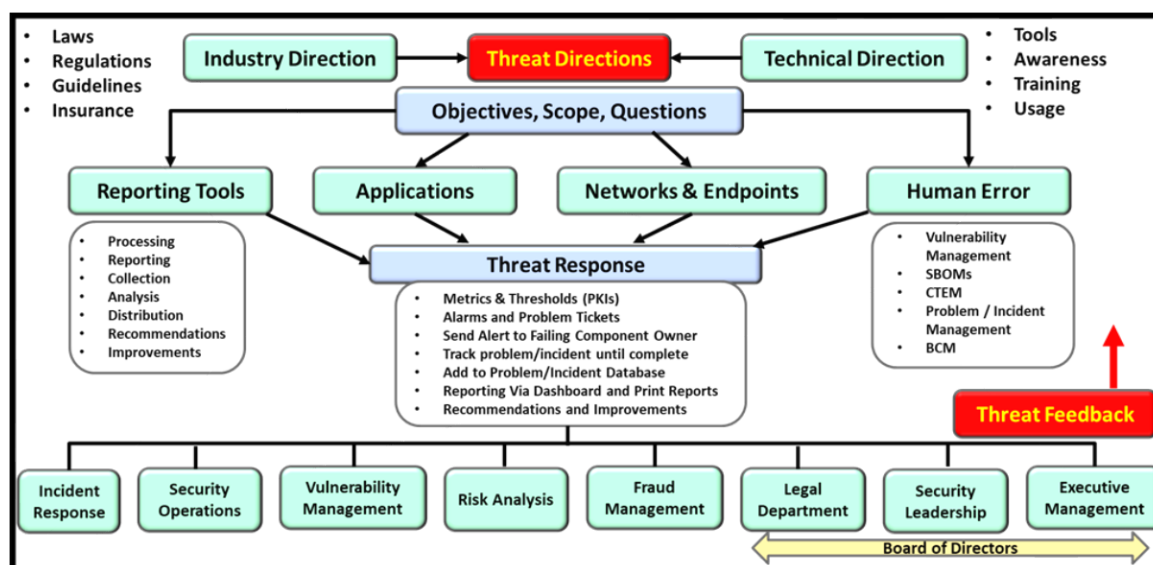 • Laws
• Regulations
• Guidelines
• Insurance
Industry Direction
Threat Directions
Technical Direction
• Tools
• Awareness
• Training
• Usage
Objectives, Scope, Questions
Reporting Tools
Applications
Networks & Endpoints
Human Error
• Processing
• Reporting
• Collection
• Analysis
• Distribution
• Recommendations
• Improvements
Threat Response
• Metrics & Thresholds (PKIs)
• Alarms and Problem Tickets
• Send Alert to Failing Component Owner
• Track problem/incident until complete
• Add to Problem/Incident Database
• Reporting Via Dashboard and Print Reports
• Recommendations and Improvements
• Vulnerability
Management
• SBOMs
• CTEM
• Problem / Incident
Management
• BCM
Threat Feedback
Incident
Response
Security
Operations
Vulnerability
Management
Risk Analysis
Fraud
Management
Legal
Department
Security
Leadership
Executive
Management
Board of Directors